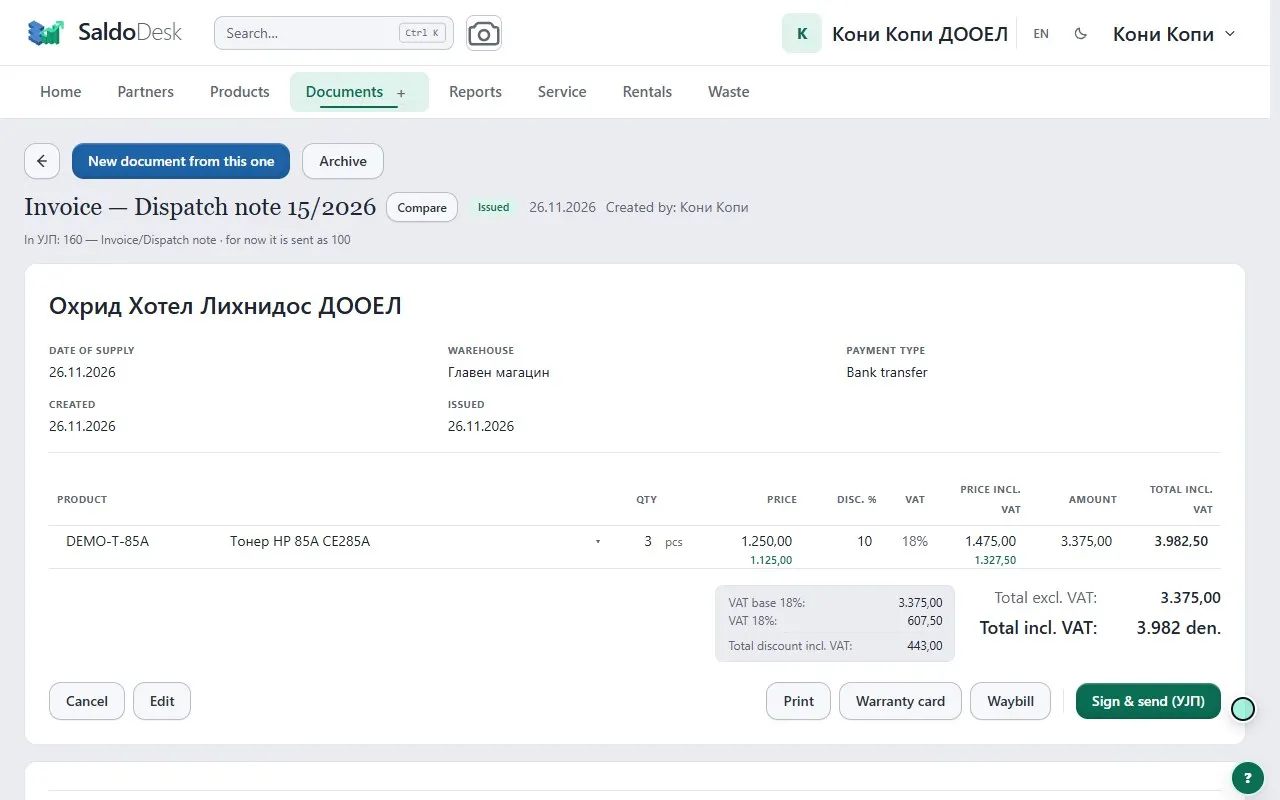 SaldoDesk
Search... Ctrl K
K Кони Копи ДООЕЛ EN Кони Копи
Home Partners Products Documents + Reports Service Rentals Waste
New document from this one Archive
Invoice — Dispatch note 15/2026 Compare Issued 26.11.2026 Created by: Кони Копи
In УЈП: 160 — Invoice/Dispatch note · for now it is sent as 100
Охрид Хотел Лихнидос ДООЕЛ
DATE OF SUPPLY WAREHOUSE PAYMENT TYPE
26.11.2026 Главен магацин Bank transfer
CREATED ISSUED
26.11.2026 26.11.2026
PRODUCT QTY PRICE DISC. % VAT PRICE INCL. VAT AMOUNT TOTAL INCL. VAT
DEMO-T-85A Тонер HP 85A CE285A 3 pcs 1.250,00 10 18% 1.475,00 3.375,00 3.982,50
1.125,00 1.327,50
VAT base 18%: 3.375,00
VAT 18%: 607,50
Total discount incl. VAT: 443,00
Total excl. VAT: 3.375,00
Total incl. VAT: 3.982 den.
Cancel Edit Print Warranty card Waybill Sign & send (УЈП)
?